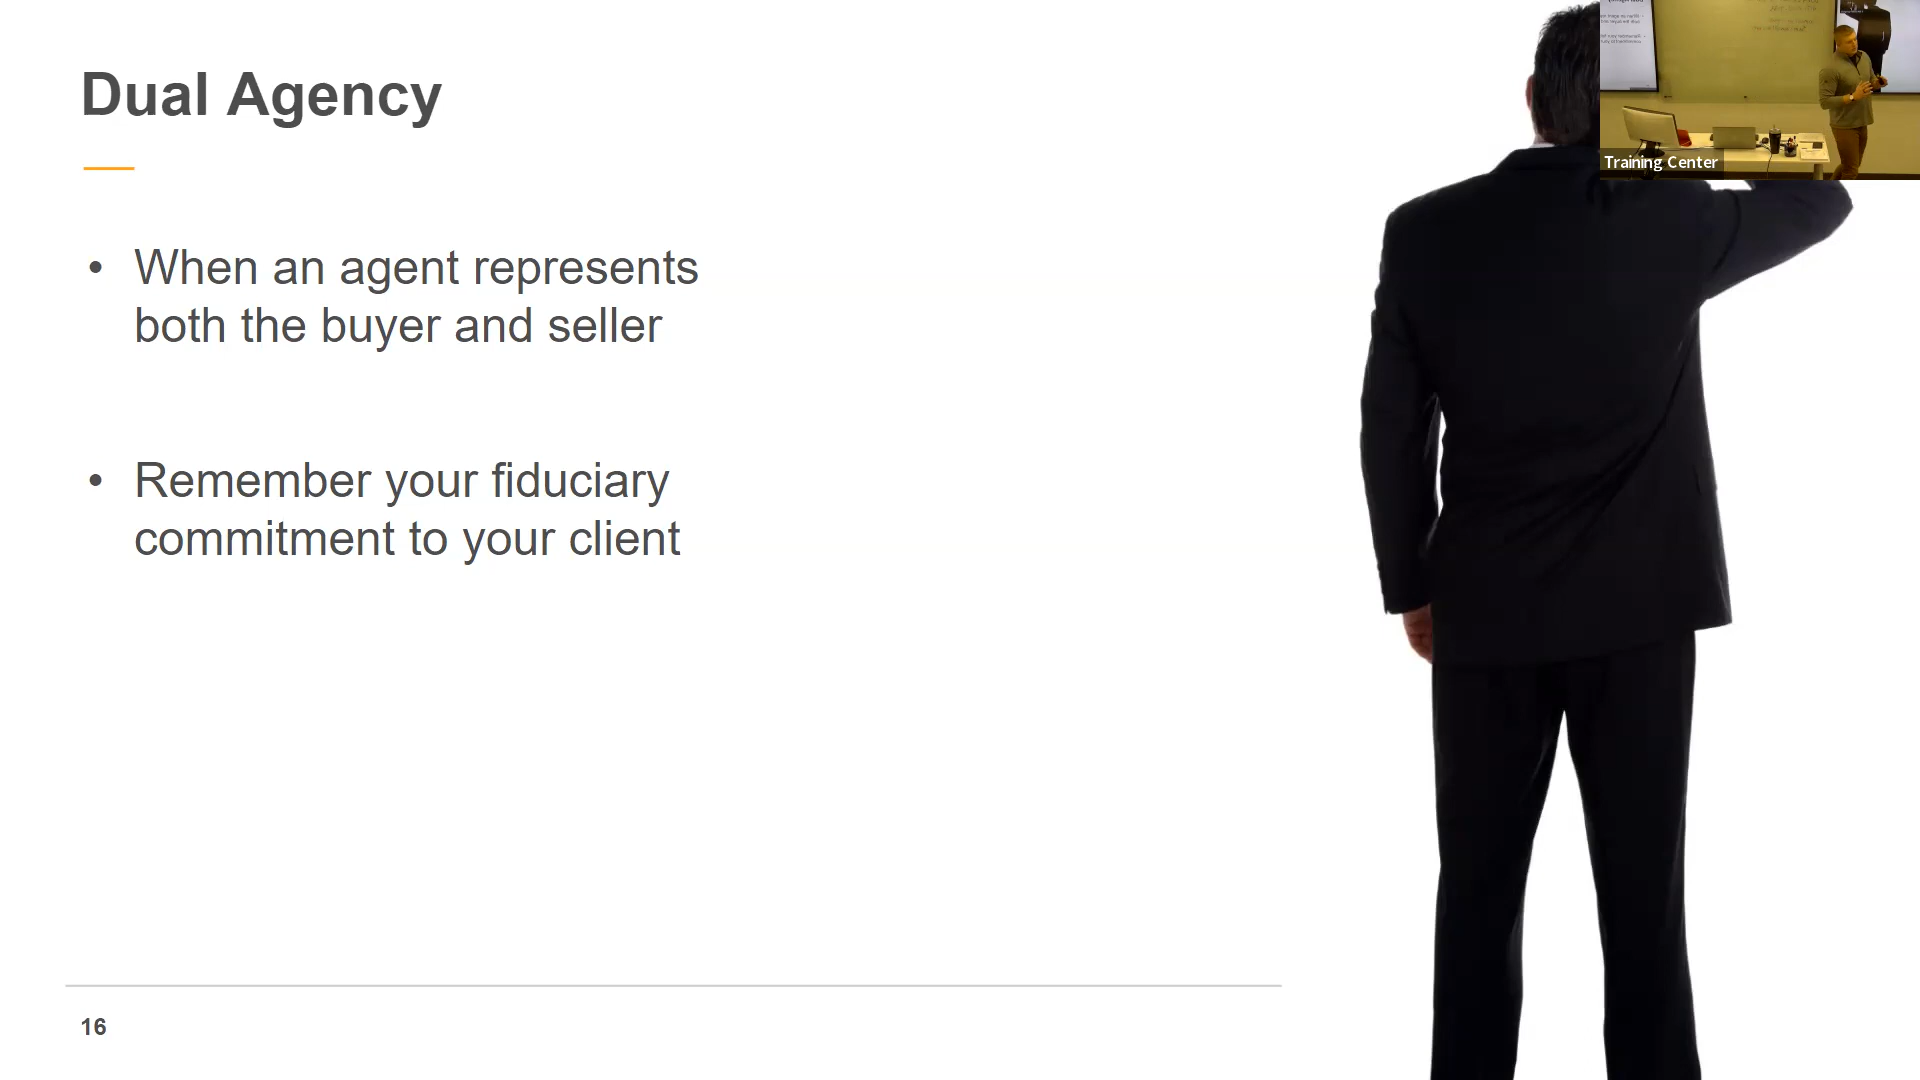 Dual Agency
• When an agent represents
both the buyer and seller
• Remember your fiduciary
commitment to your client
16
Training Center